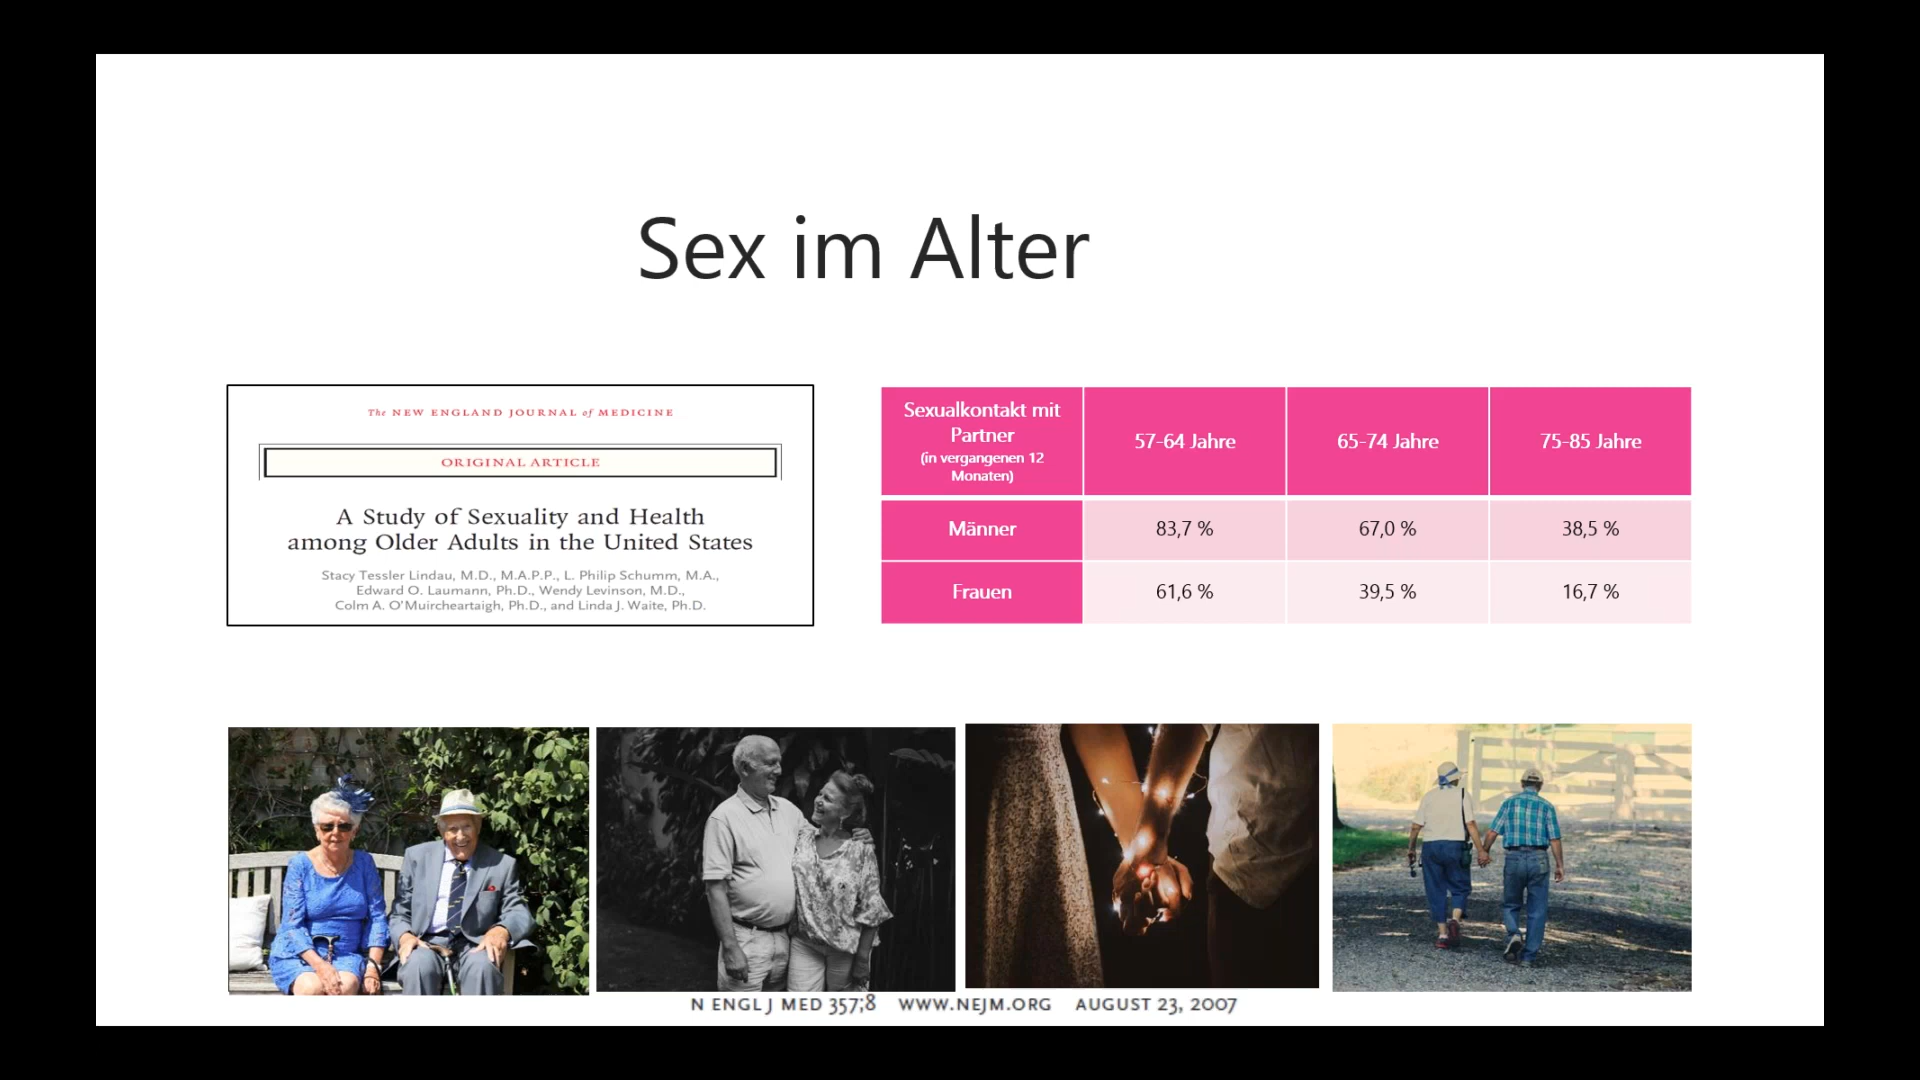 Sex im Alter
The NEW ENGLAND JOURNAL of MEDICINE
ORIGINAL ARTICLE
A Study of Sexuality and Health
among Older Adults in the United States
Stacy Tessler Lindau, M.D., M.A.P.P., L. Philip Schumm, M.A.,
Edward O. Laumann, Ph.D., Wendy Levinson, M.D.,
Colm A. O'Muircheartaigh, Ph.D., and Linda J. Waite, Ph.D.
Sexualkontakt mit
Partner
(in vergangenen 12
Monaten)
57-64 Jahre
65-74 Jahre
75-85 Jahre
Männer
83,7 %
67,0 %
38,5 %
Frauen
61,6 %
39,5 %
16,7 %
N ENGL J MED 357;8 WWW.NEJM.ORG AUGUST 23, 2007